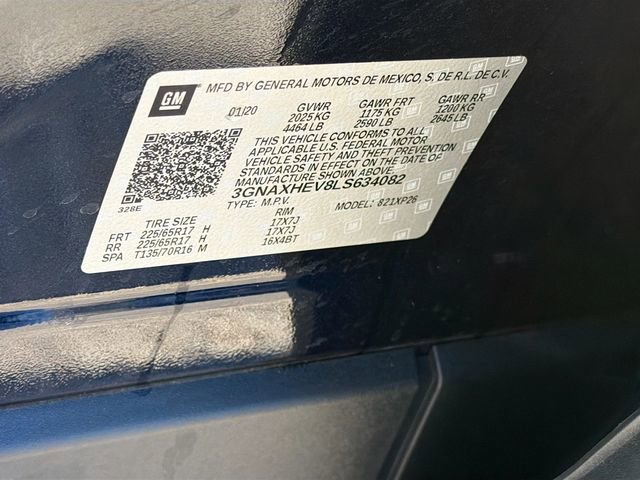 GM
MFD BY GENERAL MOTORS DE MEXICO, S. DE R.L. DE C.V.
01/20 GVWR GAWR FRT GAWR RR
2025 KG 1175 KG 1200 KG
4464 LB 2590 LB 2645 LB
THIS VEHICLE CONFORMS TO ALL
APPLICABLE U.S. FEDERAL MOTOR
VEHICLE SAFETY AND THEFT PREVENTION
STANDARDS IN EFFECT ON THE DATE OF
MANUFACTURE SHOWN ABOVE.
3GNAXHEV8LS634082
328E
TYPE: M.P.V. MODEL: 821XP26
TIRE SIZE RIM
FRT 225/65R17 H 17X7J
RR 225/65R17 H 17X7J
SPA T135/70R16 M 16X4BT